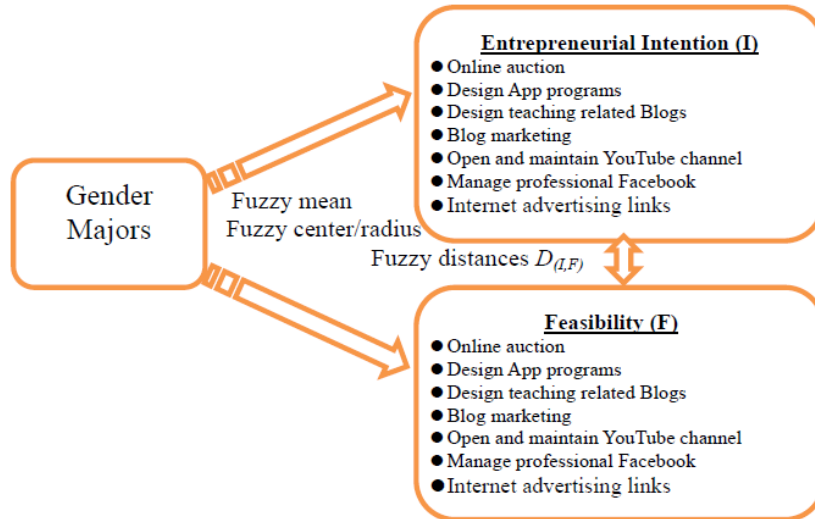 Entrepreneurial Intention (I)
● Online auction
● Design App programs
● Design teaching related Blogs
● Blog marketing
● Open and maintain YouTube channel
● Manage professional Facebook
● Internet advertising links
Gender
Majors
Fuzzy mean
Fuzzy center/radius
Fuzzy distances D(I,F)
Feasibility (F)
● Online auction
● Design App programs
● Design teaching related Blogs
● Blog marketing
● Open and maintain YouTube channel
● Manage professional Facebook
● Internet advertising links